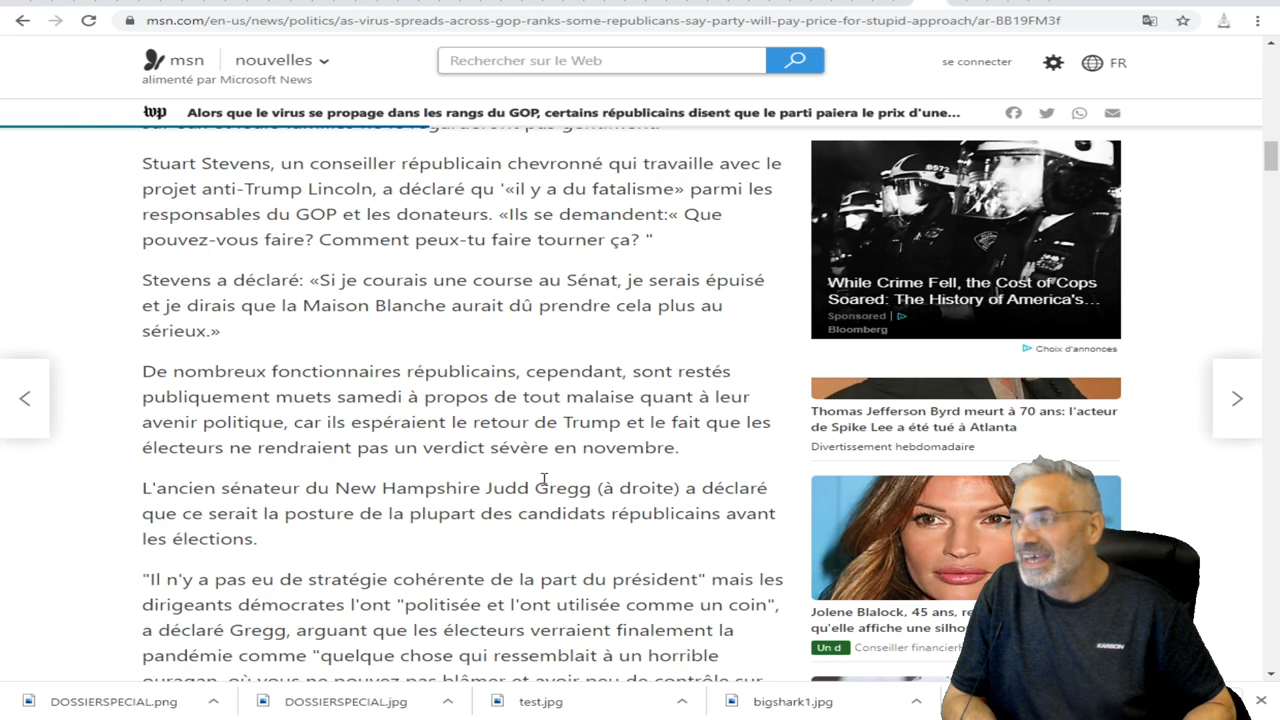 msn.com/en-us/news/politics/as-virus-spreads-across-gop-ranks-some-republicans-say-party-will-pay-price-for-stupid-approach/ar-BB19FM3f
msn
nouvelles
Rechercher sur le Web
se connecter
FR
alimenté par Microsoft News
wp
Alors que le virus se propage dans les rangs du GOP, certains républicains disent que le parti paiera le prix d'une...
Stuart Stevens, un conseiller républicain chevronné qui travaille avec le
projet anti-Trump Lincoln, a déclaré qu '«il y a du fatalisme» parmi les
responsables du GOP et les donateurs. «Ils se demandent:« Que
pouvez-vous faire? Comment peux-tu faire tourner ça? "
Stevens a déclaré: «Si je courais une course au Sénat, je serais épuisé
et je dirais que la Maison Blanche aurait dû prendre cela plus au
sérieux.»
De nombreux fonctionnaires républicains, cependant, sont restés
publiquement muets samedi à propos de tout malaise quant à leur
avenir politique, car ils espéraient le retour de Trump et le fait que les
électeurs ne rendraient pas un verdict sévère en novembre.
L'ancien sénateur du New Hampshire Judd Gregg (à droite) a déclaré
que ce serait la posture de la plupart des candidats républicains avant
les élections.
"Il n'y a pas eu de stratégie cohérente de la part du président" mais les
dirigeants démocrates l'ont "politisée et l'ont utilisée comme un coin",
a déclaré Gregg, arguant que les électeurs verraient finalement la
pandémie comme "quelque chose qui ressemblait à un horrible
ouragan, où vous ne pouvez pas blâmer et avoir peu de contrôle sur
8572
While Crime Fell, the Cost of Cops
Soared: The History of America's...
Sponsored
Bloomberg
Choix d'annonces
Thomas Jefferson Byrd meurt à 70 ans: l'acteur
de Spike Lee a été tué à Atlanta
Divertissement hebdomadaire
Jolene Blalock, 45 ans,
qu'elle affiche une
Un d
Conseiller
KARBON
DOSSIERSPECIAL.png
DOSSIERSPECIAL.jpg
test.jpg
bigshark1.jpg